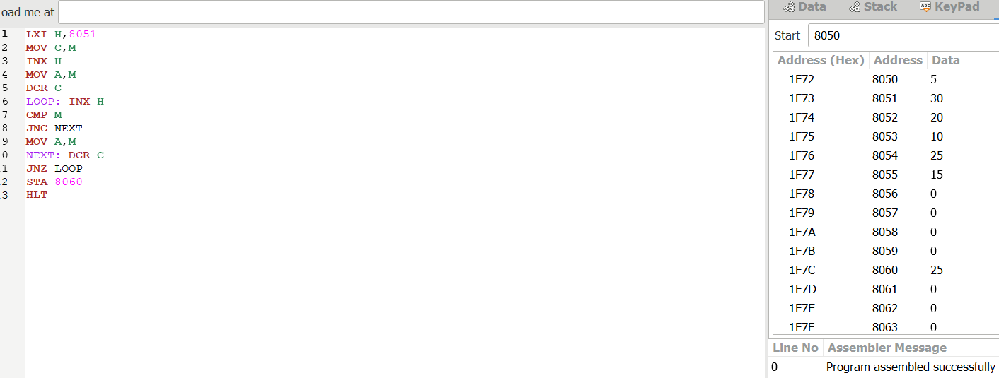 Load me at
1 LXI H,8051
2 MOV C,M
3 INX H
4 MOV A,M
5 DCR C
6 LOOP: INX H
7 CMP M
8 JNC NEXT
9 MOV A,M
0 NEXT: DCR C
1 JNZ LOOP
2 STA 8060
3 HLT
Data Stack Abc KeyPad
Start 8050
Address (Hex) Address Data
1F72 8050 5
1F73 8051 30
1F74 8052 20
1F75 8053 10
1F76 8054 25
1F77 8055 15
1F78 8056 0
1F79 8057 0
1F7A 8058 0
1F7B 8059 0
1F7C 8060 25
1F7D 8061 0
1F7E 8062 0
1F7F 8063 0
Line No Assembler Message
0 Program assembled successfully